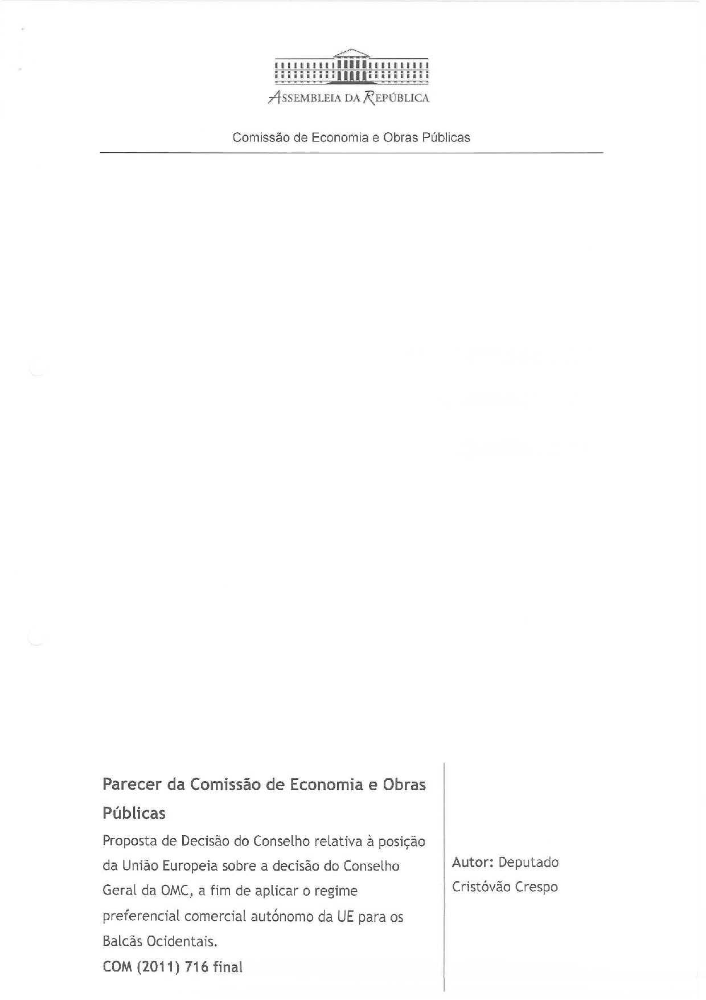 ASSEMBLEIA DA REPÚBLICA
Comissão de Economia e Obras Públicas
Parecer da Comissão de Economia e Obras
Públicas
Proposta de Decisão do Conselho relativa à posição
da União Europeia sobre a decisão do Conselho
Geral da OMC, a fim de aplicar o regime
preferencial comercial autónomo da UE para os
Balcãs Ocidentais.
COM (2011) 716 final
Autor: Deputado
Cristóvão Crespo